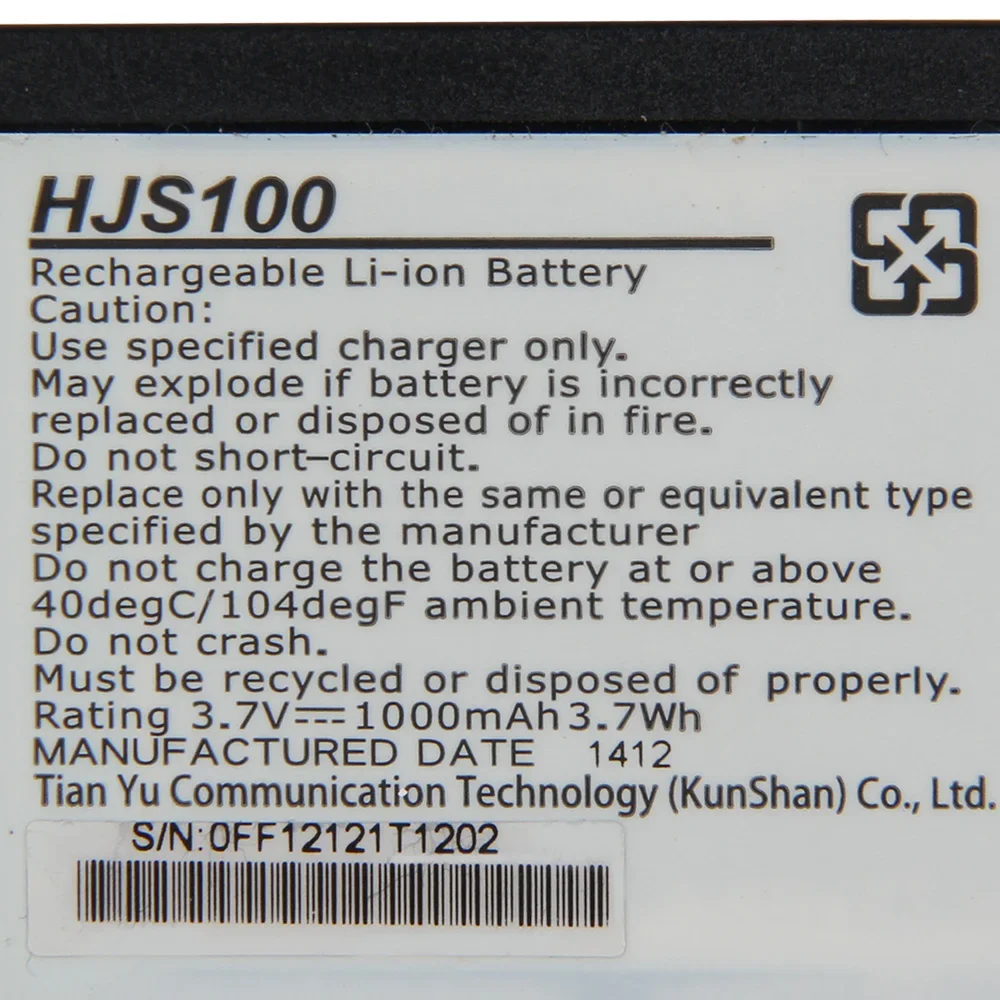 HJS100
Rechargeable Li-ion Battery
Caution:
Use specified charger only.
May explode if battery is incorrectly
replaced or disposed of in fire.
Do not short-circuit.
Replace only with the same or equivalent type
specified by the manufacturer
Do not charge the battery at or above
40degC/104degF ambient temperature.
Do not crash.
Must be recycled or disposed of properly.
Rating 3.7V⎓1000mAh 3.7Wh
MANUFACTURED DATE 1412
Tian Yu Communication Technology (KunShan) Co., Ltd.
S/N:0FF12121T1202